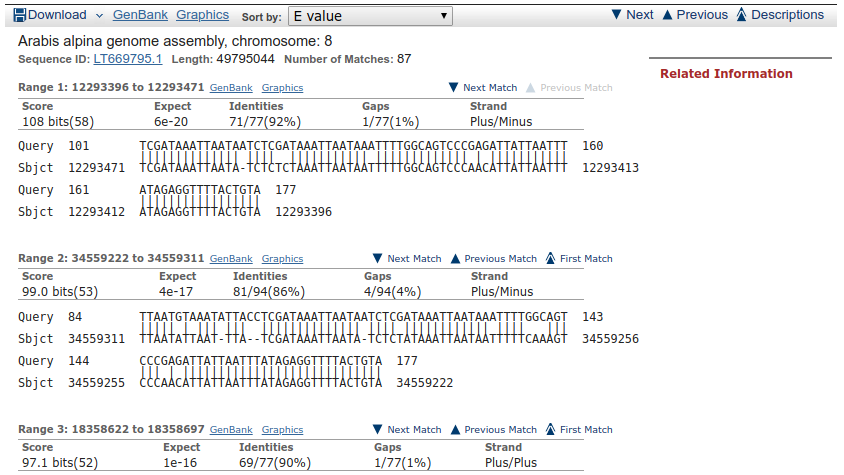 Download GenBank Graphics Sort by: E value Next Previous Descriptions
Arabis alpina genome assembly, chromosome: 8
Sequence ID: LT669795.1 Length: 49795044 Number of Matches: 87
Related Information
Range 1: 12293396 to 12293471 GenBank Graphics Next Match Previous Match
Score Expect Identities Gaps Strand
108 bits(58) 6e-20 71/77(92%) 1/77(1%) Plus/Minus
Query 101 TCGATAAATTAATAATCTCGATAAATTAATAAATTTTGGCAGTCCCGAGATTATTAATTT 160
Sbjct 12293471 TCGATAAATTAATA-TCTCTCTAAATTAATAATTTTTGGCAGTCCCAACATTATTAATTT 12293413
Query 161 ATAGAGGTTTTACTGTA 177
Sbjct 12293412 ATAGAGGTTTTACTGTA 12293396
Range 2: 34559222 to 34559311 GenBank Graphics Next Match Previous Match First Match
Score Expect Identities Gaps Strand
99.0 bits(53) 4e-17 81/94(86%) 4/94(4%) Plus/Minus
Query 84 TTAATGTAAATATTACCTCGATAAATTAATAATCTCGATAAATTAATAAATTTTGGCAGT 143
Sbjct 34559311 TTAATATTAAT-TTA--TCGATAAATTAATA-TCTCTATAAATTAATAATTTTTCAAAGT 34559256
Query 144 CCCGAGATTATTAATTTATAGAGGTTTTACTGTA 177
Sbjct 34559255 CCCAACATTATTAATTTATAGAGGTTTTACTGTA 34559222
Range 3: 18358622 to 18358697 GenBank Graphics Next Match Previous Match First Match
Score Expect Identities Gaps Strand
97.1 bits(52) 1e-16 69/77(90%) 1/77(1%) Plus/Plus